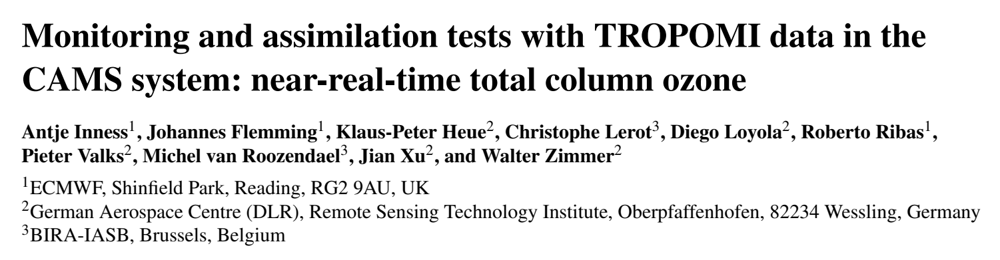 Monitoring and assimilation tests with TROPOMI data in the
CAMS system: near-real-time total column ozone
Antje Inness1, Johannes Flemming1, Klaus-Peter Heue2, Christophe Lerot3, Diego Loyola2, Roberto Ribas1,
Pieter Valks2, Michel van Roozendael3, Jian Xu2, and Walter Zimmer2
1ECMWF, Shinfield Park, Reading, RG2 9AU, UK
2German Aerospace Centre (DLR), Remote Sensing Technology Institute, Oberpfaffenhofen, 82234 Wessling, Germany
3BIRA-IASB, Brussels, Belgium